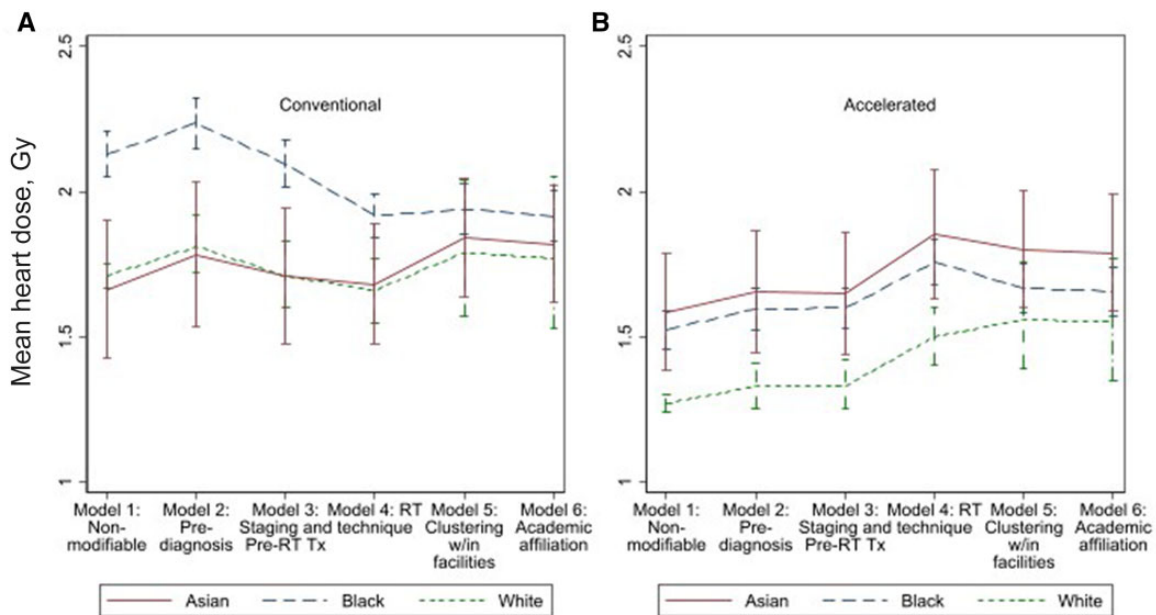 A
B
Mean heart dose, Gy
2.5
2
1.5
1
Conventional
Model 1:
Non-
modifiable
Model 2:
Pre-
diagnosis
Model 3:
Staging and
Pre-RT Tx
Model 4: RT
technique
Model 5:
Clustering
w/in
facilities
Model 6:
Academic
affiliation
Asian
Black
White
2.5
2
1.5
1
Accelerated
Model 1:
Non-
modifiable
Model 2:
Pre-
diagnosis
Model 3:
Staging and
Pre-RT Tx
Model 4: RT
technique
Model 5:
Clustering
w/in
facilities
Model 6:
Academic
affiliation
Asian
Black
White